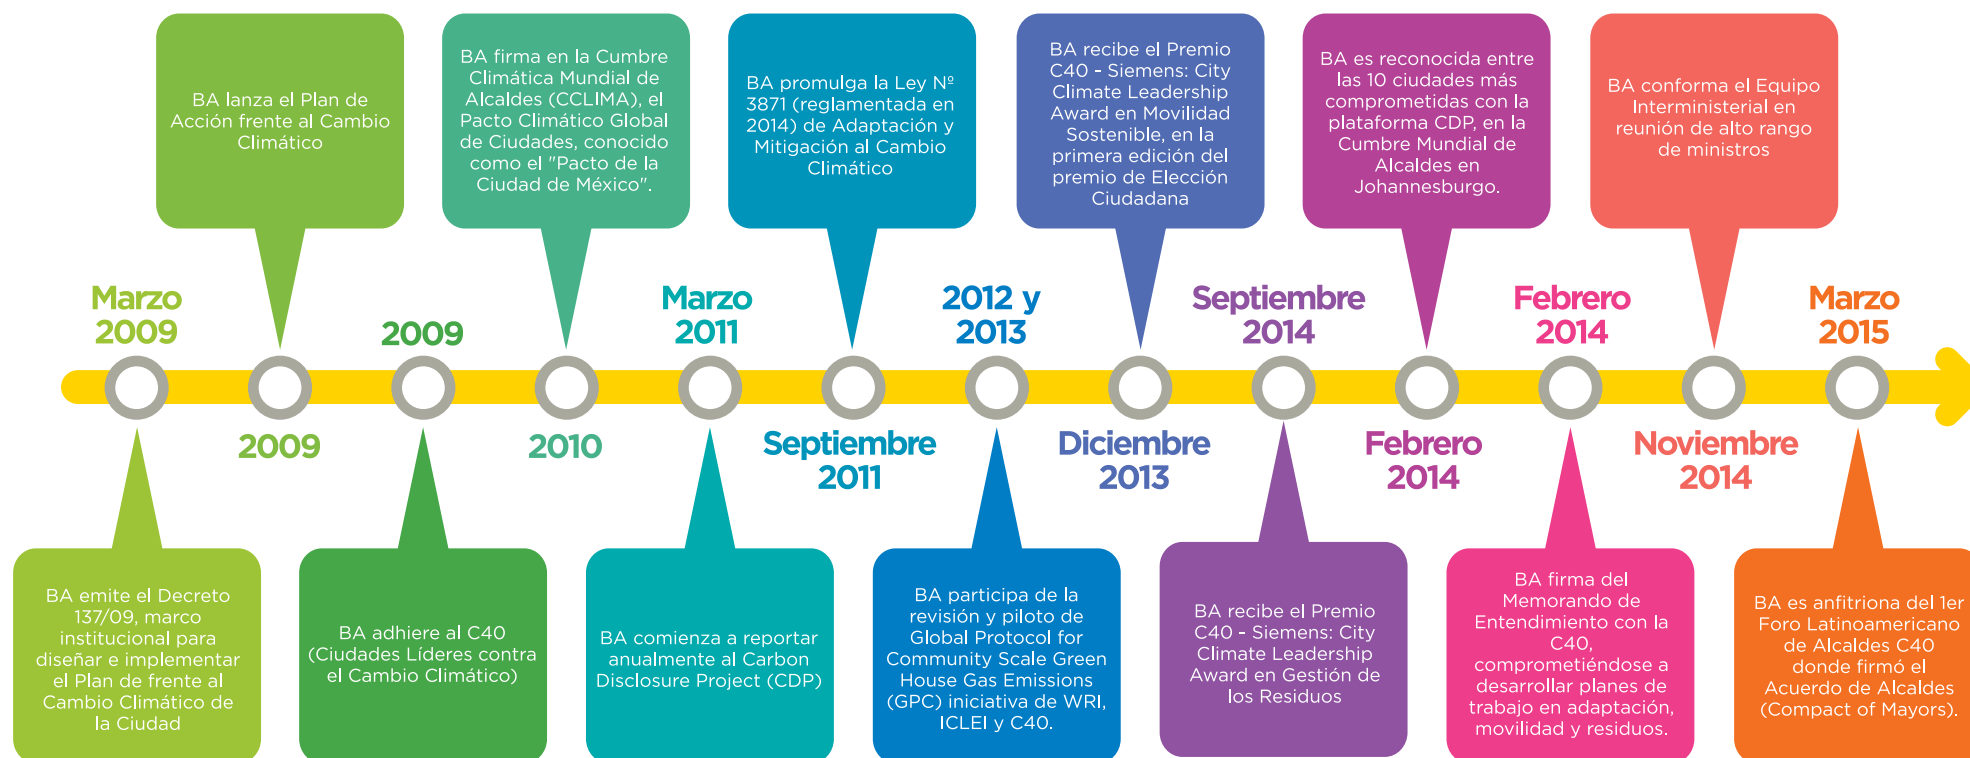 BA lanza el Plan de
Acción frente al Cambio
Climático
BA firma en la Cumbre
Climática Mundial de
Alcaldes (CCLIMA), el
Pacto Climático Global
de Ciudades, conocido
como el "Pacto de la
Ciudad de México".
BA promulga la Ley Nº
3871 (reglamentada en
2014) de Adaptación y
Mitigación al Cambio
Climático
BA recibe el Premio
C40 - Siemens: City
Climate Leadership
Award en Movilidad
Sostenible, en la
primera edición del
premio de Elección
Ciudadana
BA es reconocida entre
las 10 ciudades más
comprometidas con la
plataforma CDP, en la
Cumbre Mundial de
Alcaldes en
Johannesburgo.
BA conforma el Equipo
Interministerial en
reunión de alto rango
de ministros
Marzo
2009
2009
Marzo
2011
2012 y
2013
Septiembre
2014
Febrero
2014
Marzo
2015
2009
2010
Septiembre
2011
Diciembre
2013
Febrero
2014
Noviembre
2014
BA emite el Decreto
137/09, marco
institucional para
diseñar e implementar
el Plan de frente al
Cambio Climático de
la Ciudad
BA adhiere al C40
(Ciudades Líderes contra
el Cambio Climático)
BA comienza a reportar
anualmente al Carbon
Disclosure Project (CDP)
BA participa de la
revisión y piloto de
Global Protocol for
Community Scale Green
House Gas Emissions
(GPC) iniciativa de WRI,
ICLEI y C40.
BA recibe el Premio
C40 - Siemens: City
Climate Leadership
Award en Gestión de
los Residuos
BA firma del
Memorando de
Entendimiento con la
C40,
comprometiéndose a
desarrollar planes de
trabajo en adaptación,
movilidad y residuos.
BA es anfitriona del 1er
Foro Latinoamericano
de Alcaldes C40
donde firmó el
Acuerdo de Alcaldes
(Compact of Mayors).